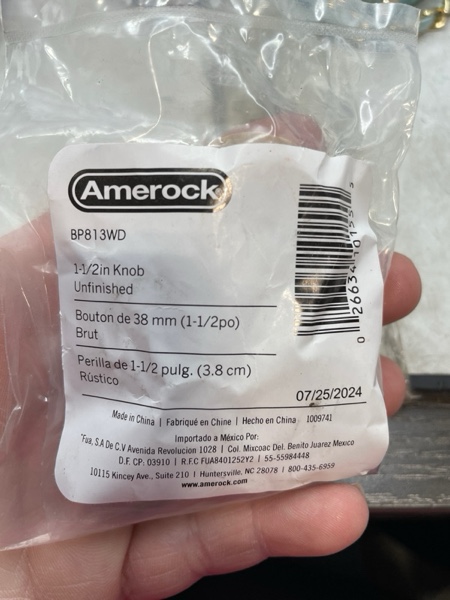 Amerock
BP813WD
1-1/2in Knob
Unfinished
Bouton de 38 mm (1-1/2po)
Brut
Perilla de 1-1/2 pulg. (3.8 cm)
Rústico
07/25/2024
Made in China | Fabriqué en Chine | Hecho en China 1009741
Importado a México Por:
Fua, S.A De C.V Avenida Revolucion 1028 | Col. Mixcoac Del. Benito Juarez Mexico
D.F. CP. 03910 | R.F.C FUA8401252Y2 | 55-55984448
10115 Kincey Ave., Suite 210 | Huntersville, NC 28078 | 800-435-6959
www.amerock.com